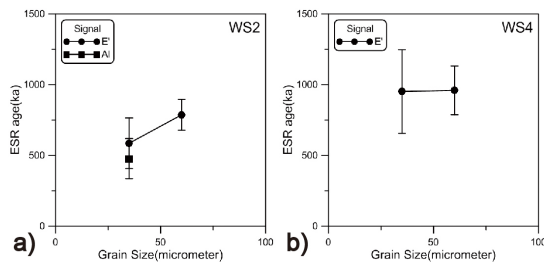 Signal
E'
Al
WS2
ESR age(ka)
1500
1000
500
0
0
50
100
Grain Size(micrometer)
a)
Signal
E'
WS4
ESR age(ka)
1500
1000
500
0
0
50
100
Grain Size(micrometer)
b)